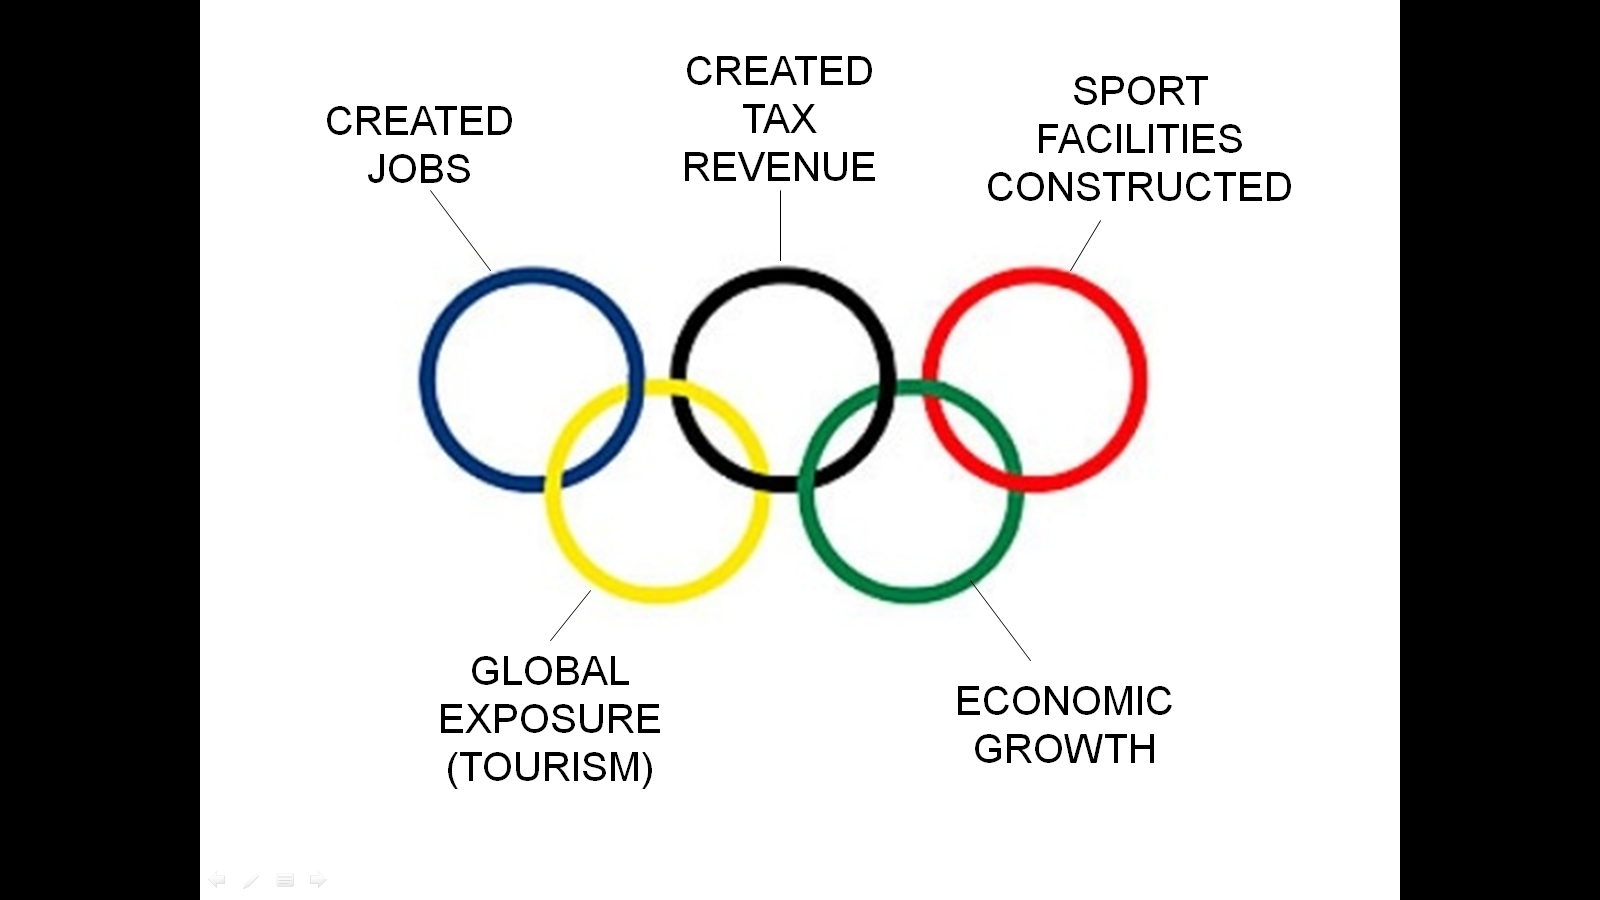 CREATED
JOBS
CREATED
TAX
REVENUE
SPORT
FACILITIES
CONSTRUCTED
GLOBAL
EXPOSURE
(TOURISM)
ECONOMIC
GROWTH